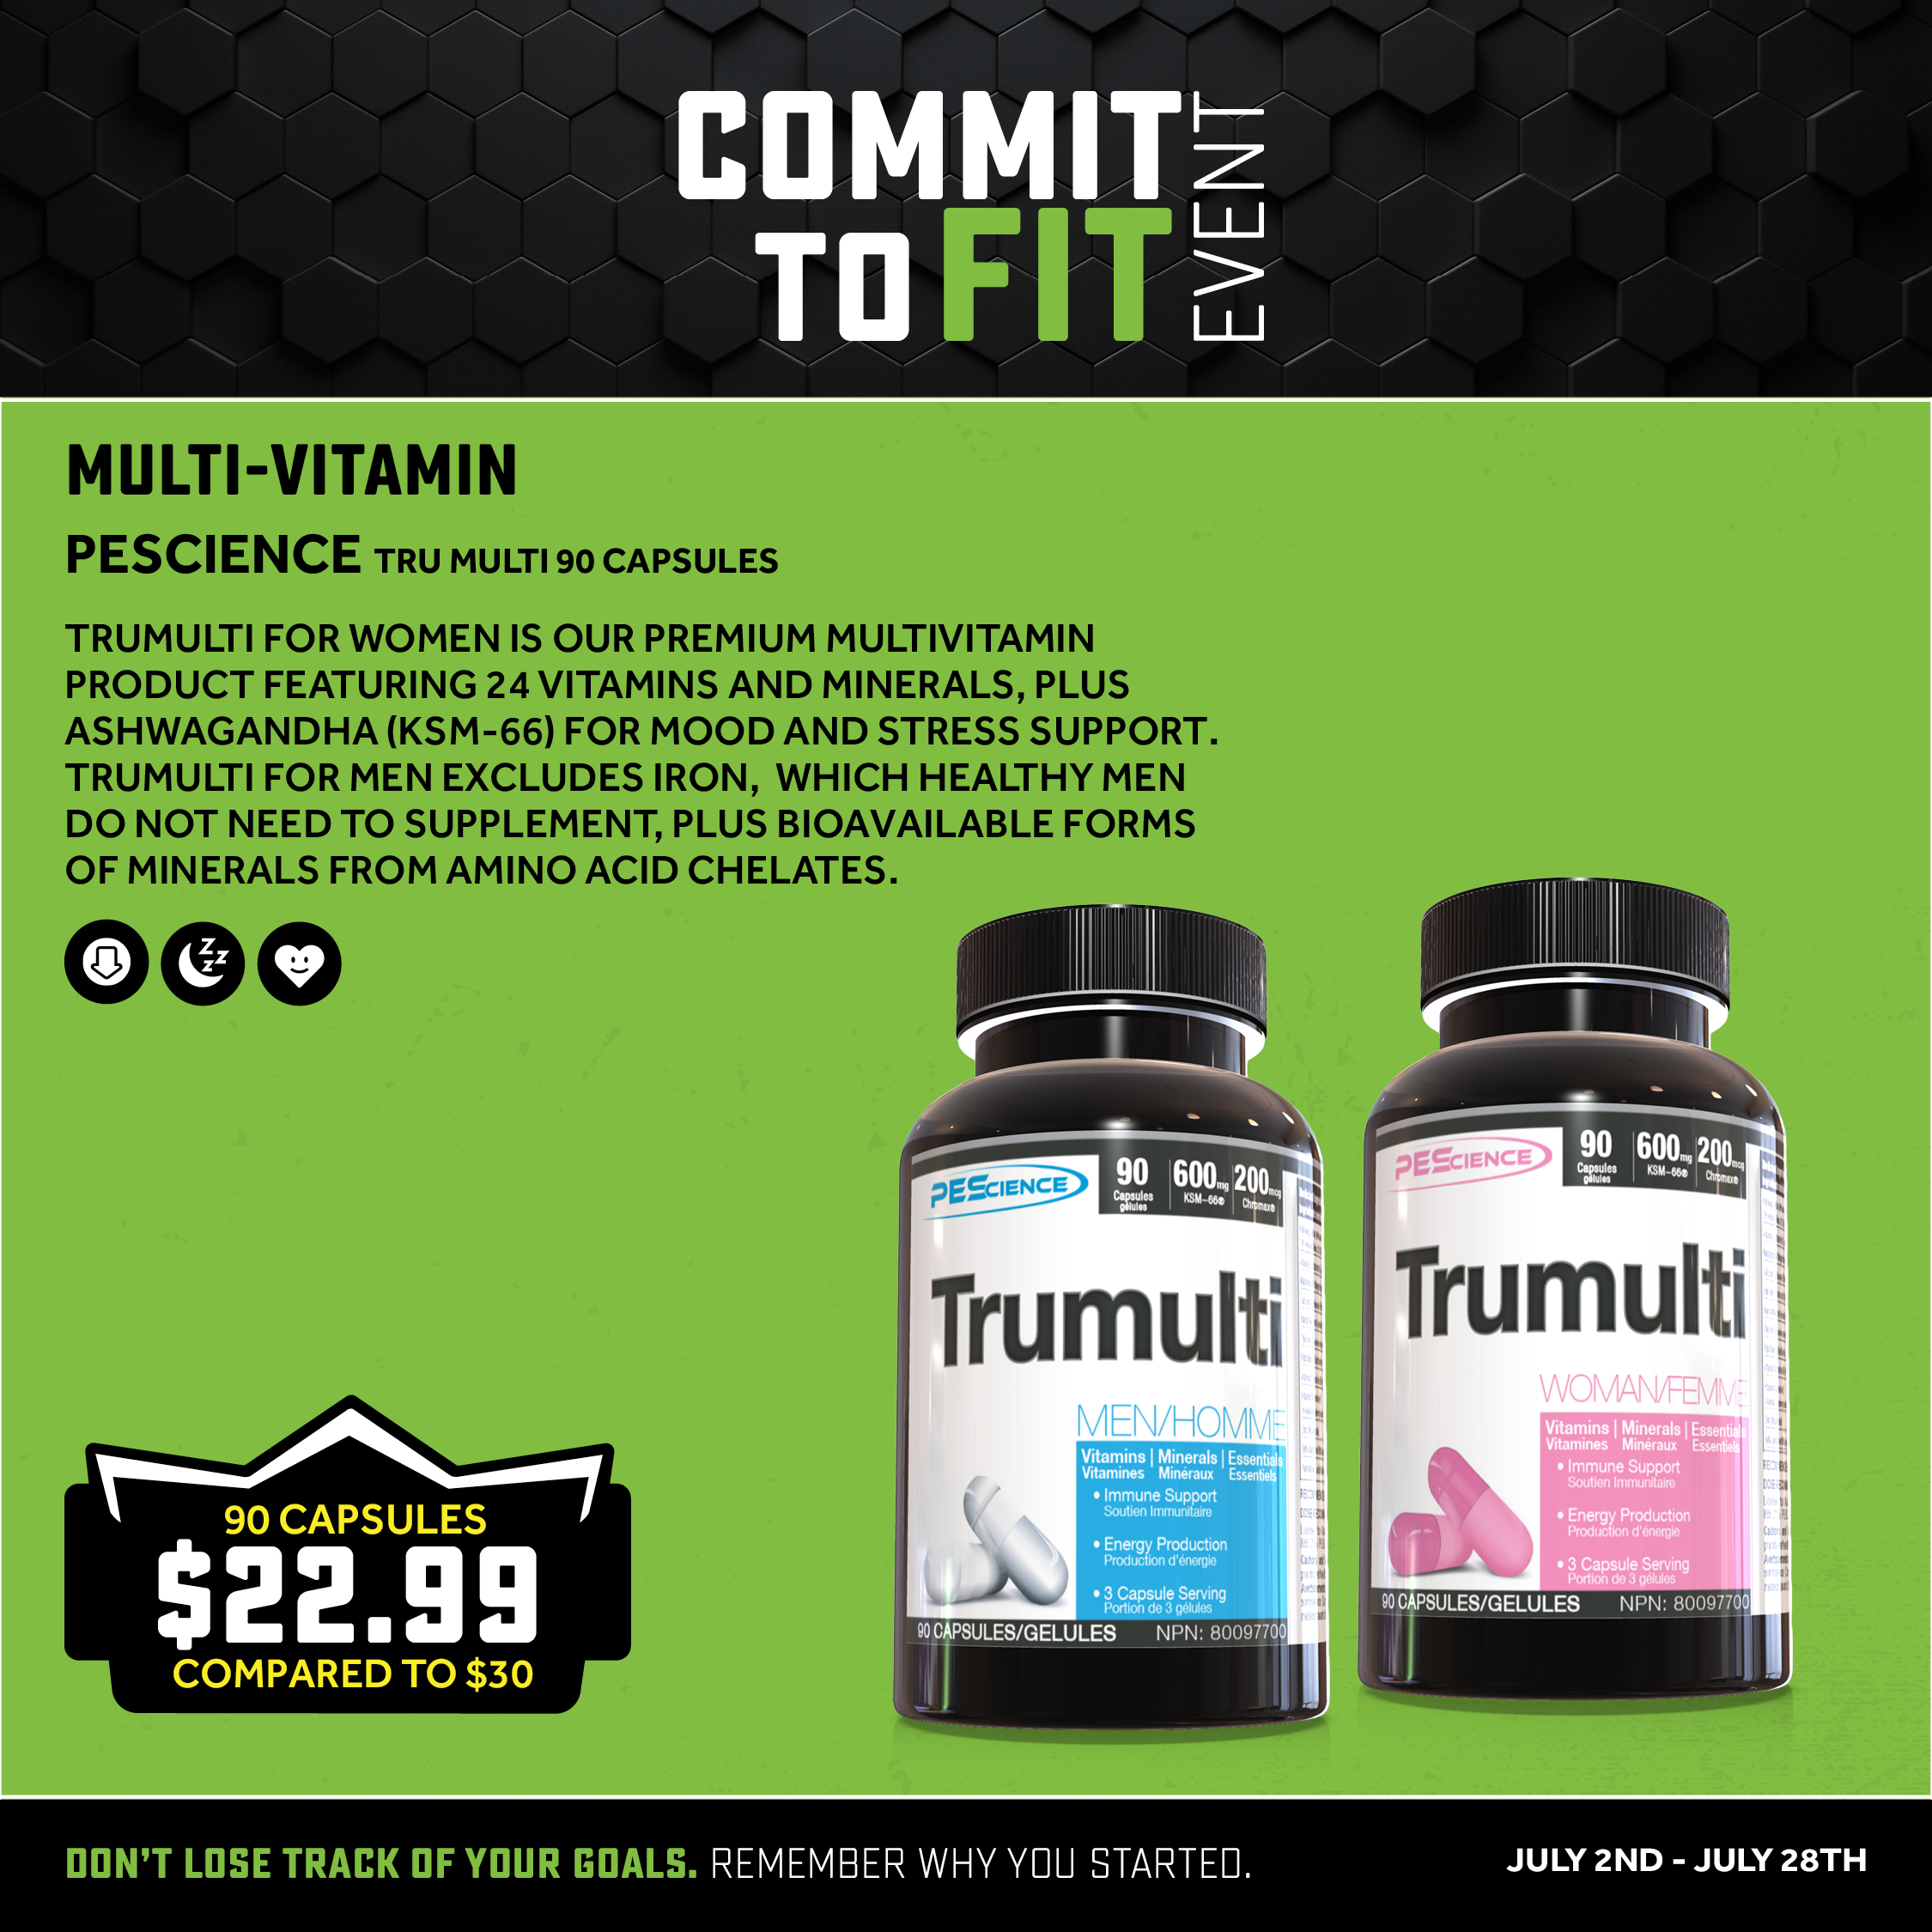 COMMIT
TO FIT
EVENT
MULTI-VITAMIN
PESCIENCE TRU MULTI 90 CAPSULES
TRUMULTI FOR WOMEN IS OUR PREMIUM MULTIVITAMIN
PRODUCT FEATURING 24 VITAMINS AND MINERALS, PLUS
ASHWAGANDHA (KSM-66) FOR MOOD AND STRESS SUPPORT.
TRUMULTI FOR MEN EXCLUDES IRON, WHICH HEALTHY MEN
DO NOT NEED TO SUPPLEMENT, PLUS BIOAVAILABLE FORMS
OF MINERALS FROM AMINO ACID CHELATES.
Z
Z
Z
Z
90 CAPSULES
$22.99
COMPARED TO $30
PESCIENCE
90 600mg 200mcg
Capsules KSM-66® Chromax®
gélules
Trumulti
MEN/HOMME
Vitamins | Minerals | Essentials
Vitamines Minéraux Essentiels
• Immune Support
Soutien Immunitaire
• Energy Production
Production d'énergie
• 3 Capsule Serving
Portion de 3 gélules
90 CAPSULES/GELULES NPN: 80097700
PESCIENCE
90 600mg 200mcg
Capsules KSM-66® Chromax®
gélules
Trumulti
WOMAN/FEMME
Vitamins | Minerals | Essentials
Vitamines Minéraux Essentiels
• Immune Support
Soutien Immunitaire
• Energy Production
Production d'énergie
• 3 Capsule Serving
Portion de 3 gélules
90 CAPSULES/GELULES NPN: 80097700
DON'T LOSE TRACK OF YOUR GOALS. REMEMBER WHY YOU STARTED.
JULY 2ND - JULY 28TH